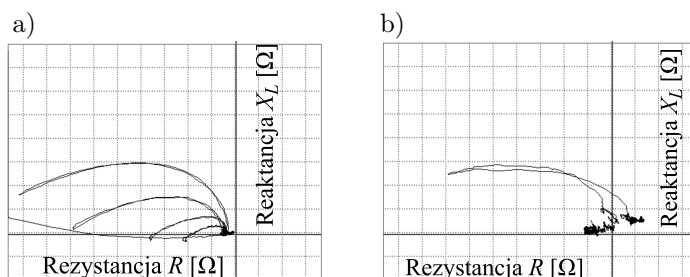 a)
Reaktancja X_L [Ω]
Rezystancja R [Ω]
b)
Reaktancja X_L [Ω]
Rezystancja R [Ω]